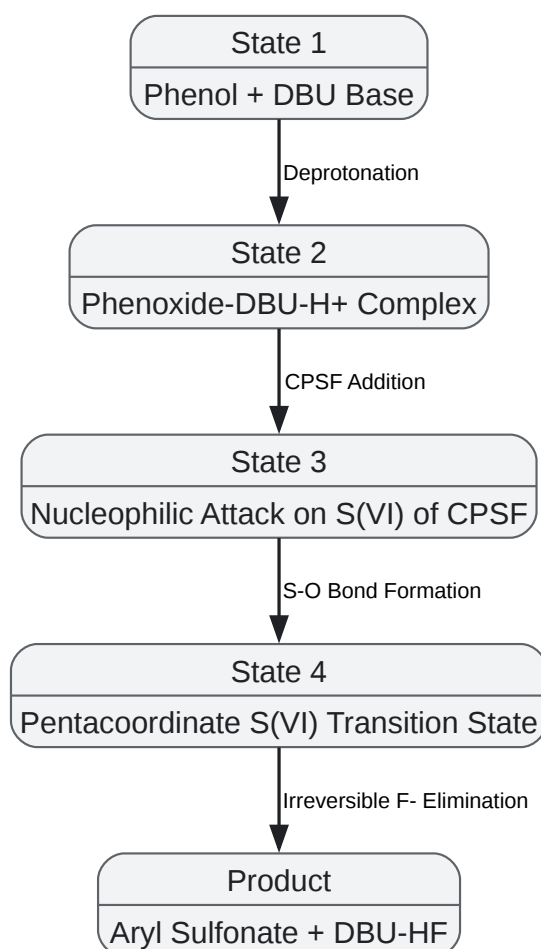 State 1
Phenol + DBU Base
Deprotonation
State 2
Phenoxide-DBU-H+ Complex
CPSF Addition
State 3
Nucleophilic Attack on S(VI) of CPSF
S-O Bond Formation
State 4
Pentacoordinate S(VI) Transition State
Irreversible F- Elimination
Product
Aryl Sulfonate + DBU-HF